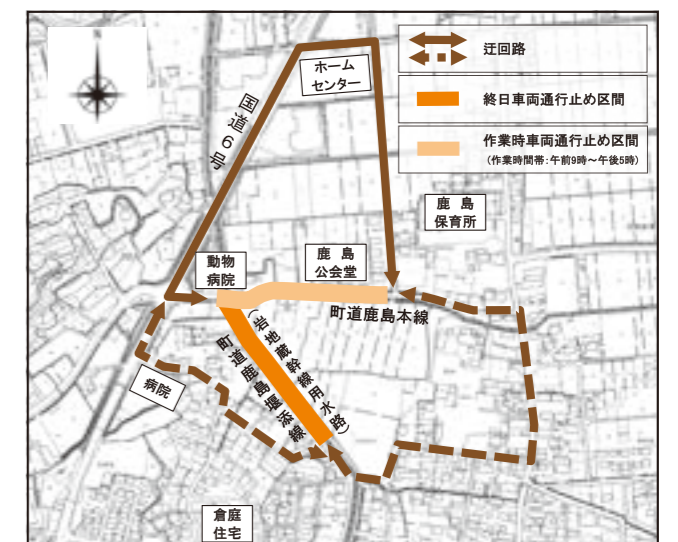 迂回路
終日車両通行止め区間
作業時車両通行止め区間
(作業時間帯:午前9時～午後5時)
ホーム
センター
国道6号
鹿島
保育所
動物
病院
鹿島
公会堂
町道鹿島本線
(岩地蔵幹線用水路)
町道鹿島堰添線
病院
倉庭
住宅